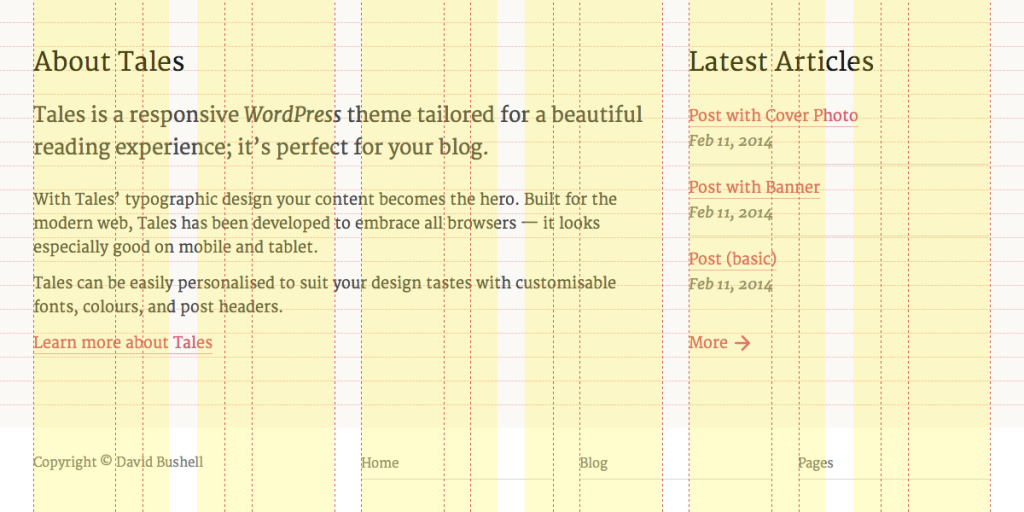 About Tales
Tales is a responsive WordPress theme tailored for a beautiful
reading experience; it’s perfect for your blog.
With Tales’ typographic design your content becomes the hero. Built for the
modern web, Tales has been developed to embrace all browsers — it looks
especially good on mobile and tablet.
Tales can be easily personalised to suit your design tastes with customisable
fonts, colours, and post headers.
Learn more about Tales
Latest Articles
Post with Cover Photo
Feb 11, 2014
Post with Banner
Feb 11, 2014
Post (basic)
Feb 11, 2014
More →
Copyright © David Bushell
Home
Blog
Pages